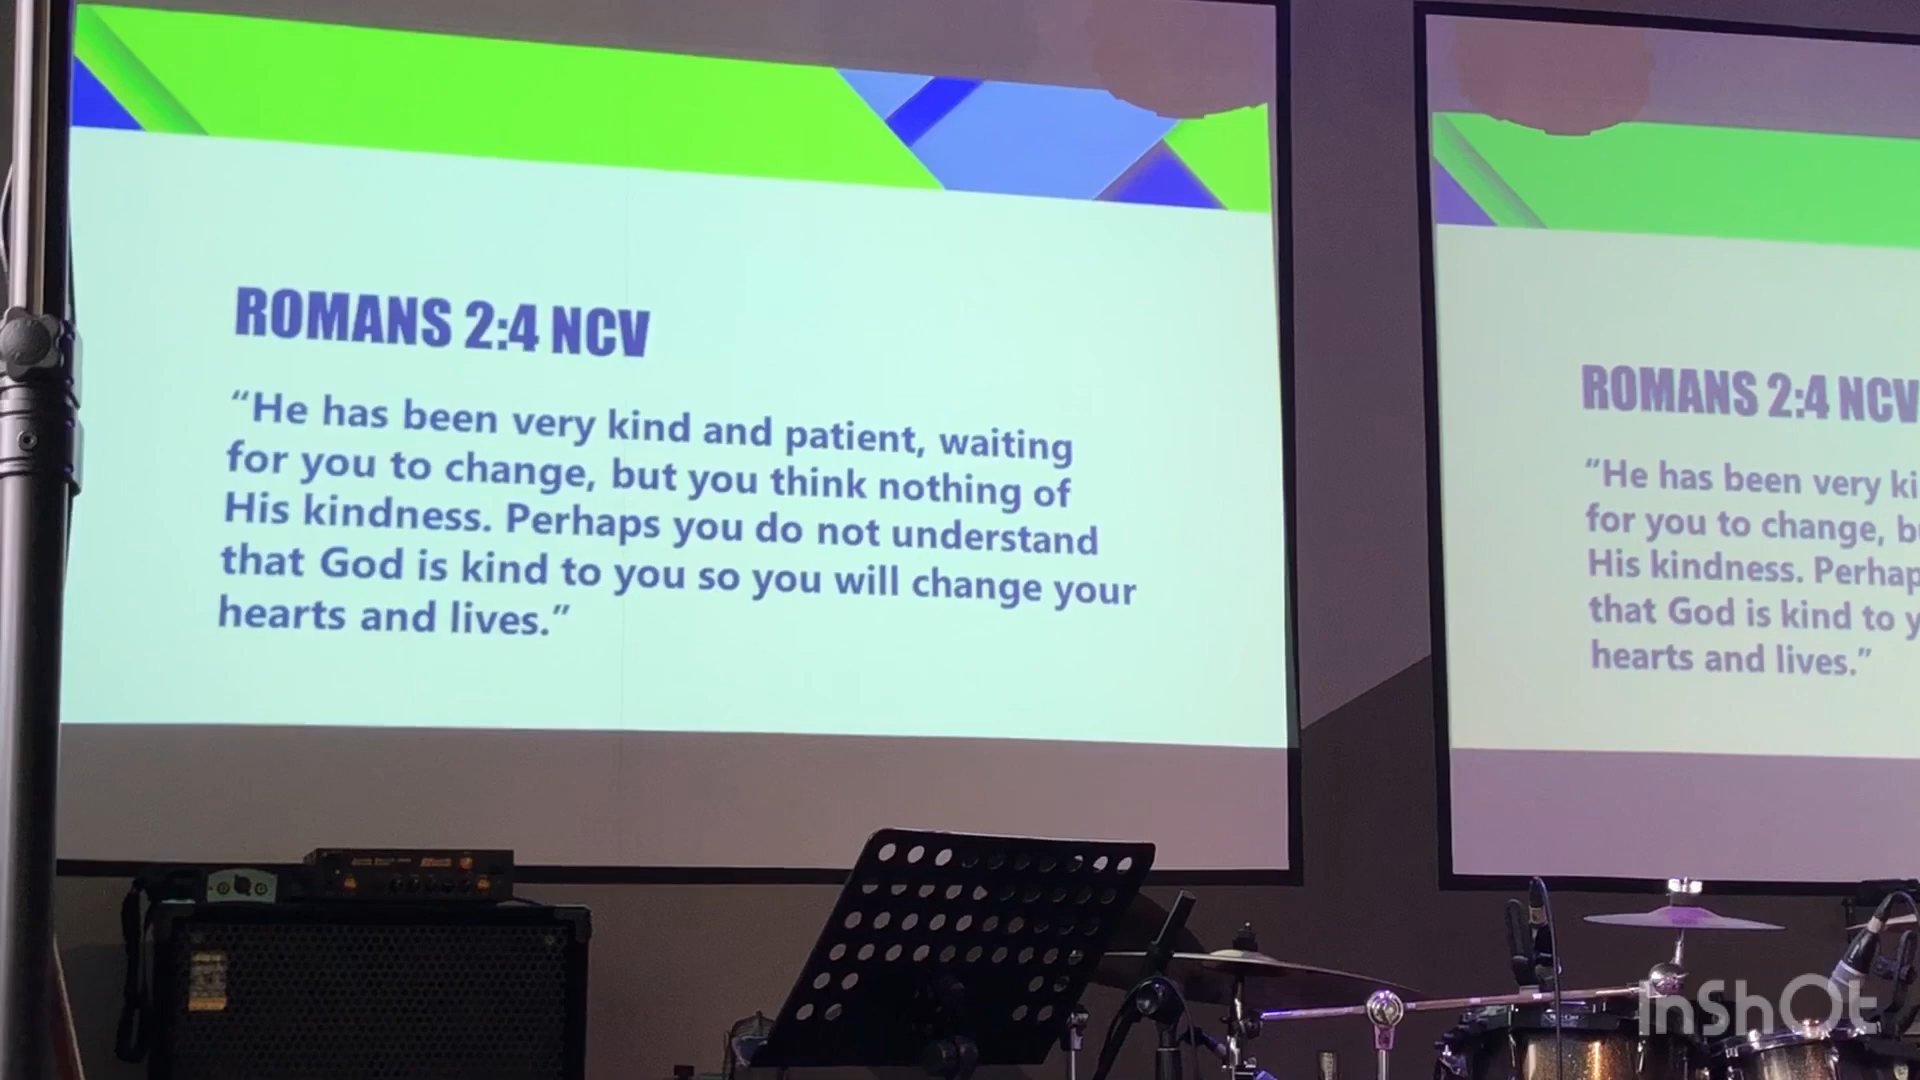 ROMANS 2:4 NCV
“He has been very kind and patient, waiting
for you to change, but you think nothing of
His kindness. Perhaps you do not understand
that God is kind to you so you will change your
hearts and lives.”
ROMANS 2:4 NCV
“He has been very ki
for you to change, b
His kindness. Perhap
that God is kind to y
hearts and lives.”
InShOt